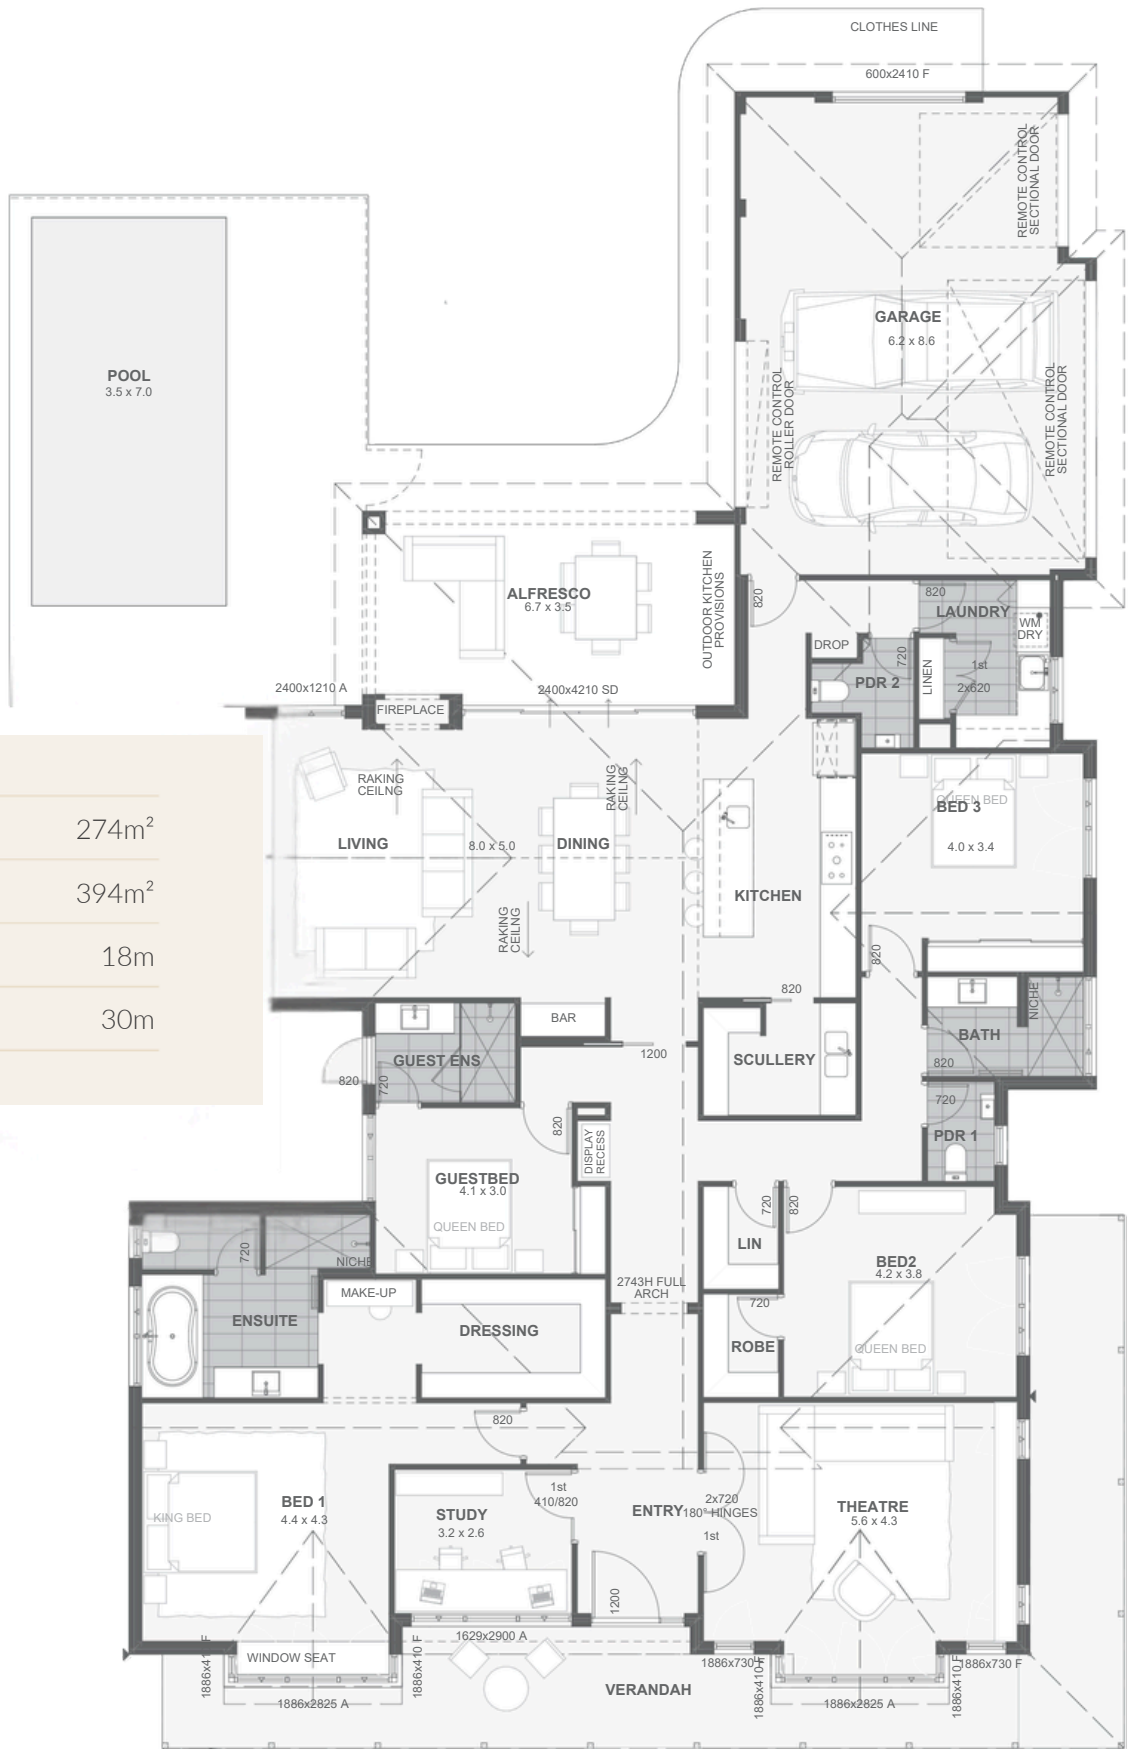 CLOTHES LINE
600x2410 F
REMOTE CONTROL
SECTIONAL DOOR
GARAGE
6.2 x 8.6
POOL
3.5 x 7.0
REMOTE CONTROL
ROLLER DOOR
REMOTE CONTROL
SECTIONAL DOOR
ALFRESCO
6.7 x 3.5
OUTDOOR KITCHEN
PROVISIONS
820
820
LAUNDRY
WM
DRY
DROP
720
LINEN
1st
2x620
PDR 2
2400x1210 A
2400x4210 SD
FIREPLACE
RAKING
CEILNG
RAKING
CEILNG
QUEEN BED
BED 3
4.0 x 3.4
274m²
394m²
18m
30m
LIVING
8.0 x 5.0
DINING
KITCHEN
RAKING
CEILNG
820
820
NICHE
BAR
BATH
820
GUEST ENS
1200
SCULLERY
820
720
720
PDR 1
820
DISPLAY
RECESS
GUESTBED
4.1 x 3.0
QUEEN BED
720
820
LIN
BED2
4.2 x 3.8
720
NICHE
2743H FULL
ARCH
MAKE-UP
720
ENSUITE
DRESSING
ROBE
QUEEN BED
820
BED 1
4.4 x 4.3
KING BED
1st
410/820
STUDY
3.2 x 2.6
ENTRY
2x720
180° HINGES
1st
THEATRE
5.6 x 4.3
1200
1629x2900 A
WINDOW SEAT
1886x410 F
1886x410 F
1886x2825 A
VERANDAH
1886x730 F
1886x410 F
1886x2825 A
1886x410 F
1886x730 F